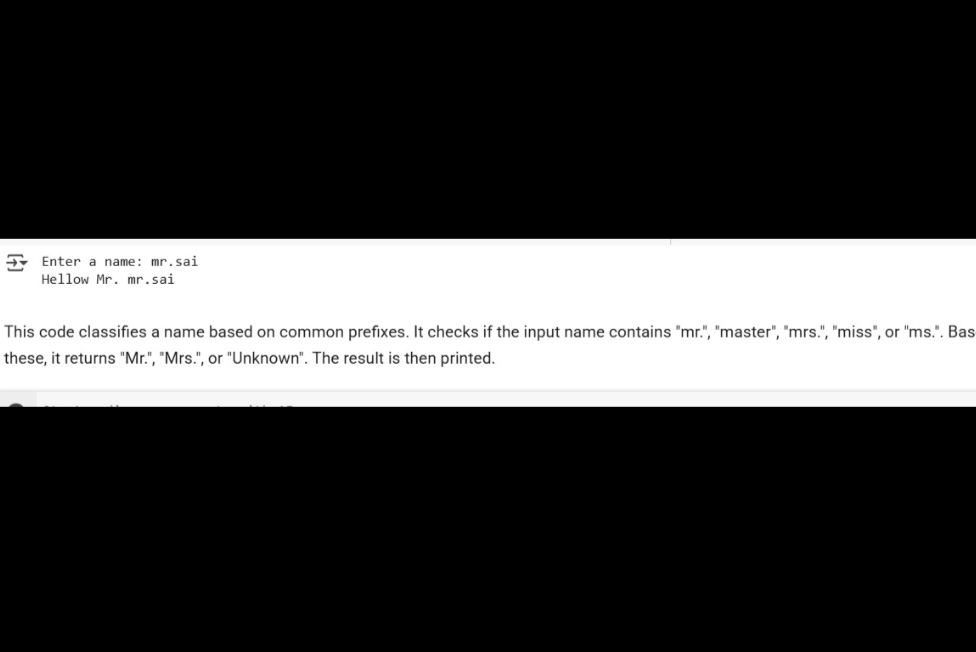 Enter a name: mr.sai
Hellow Mr. mr.sai
This code classifies a name based on common prefixes. It checks if the input name contains "mr.", "master", "mrs.", "miss", or "ms.". Bas
these, it returns "Mr.", "Mrs.", or "Unknown". The result is then printed.